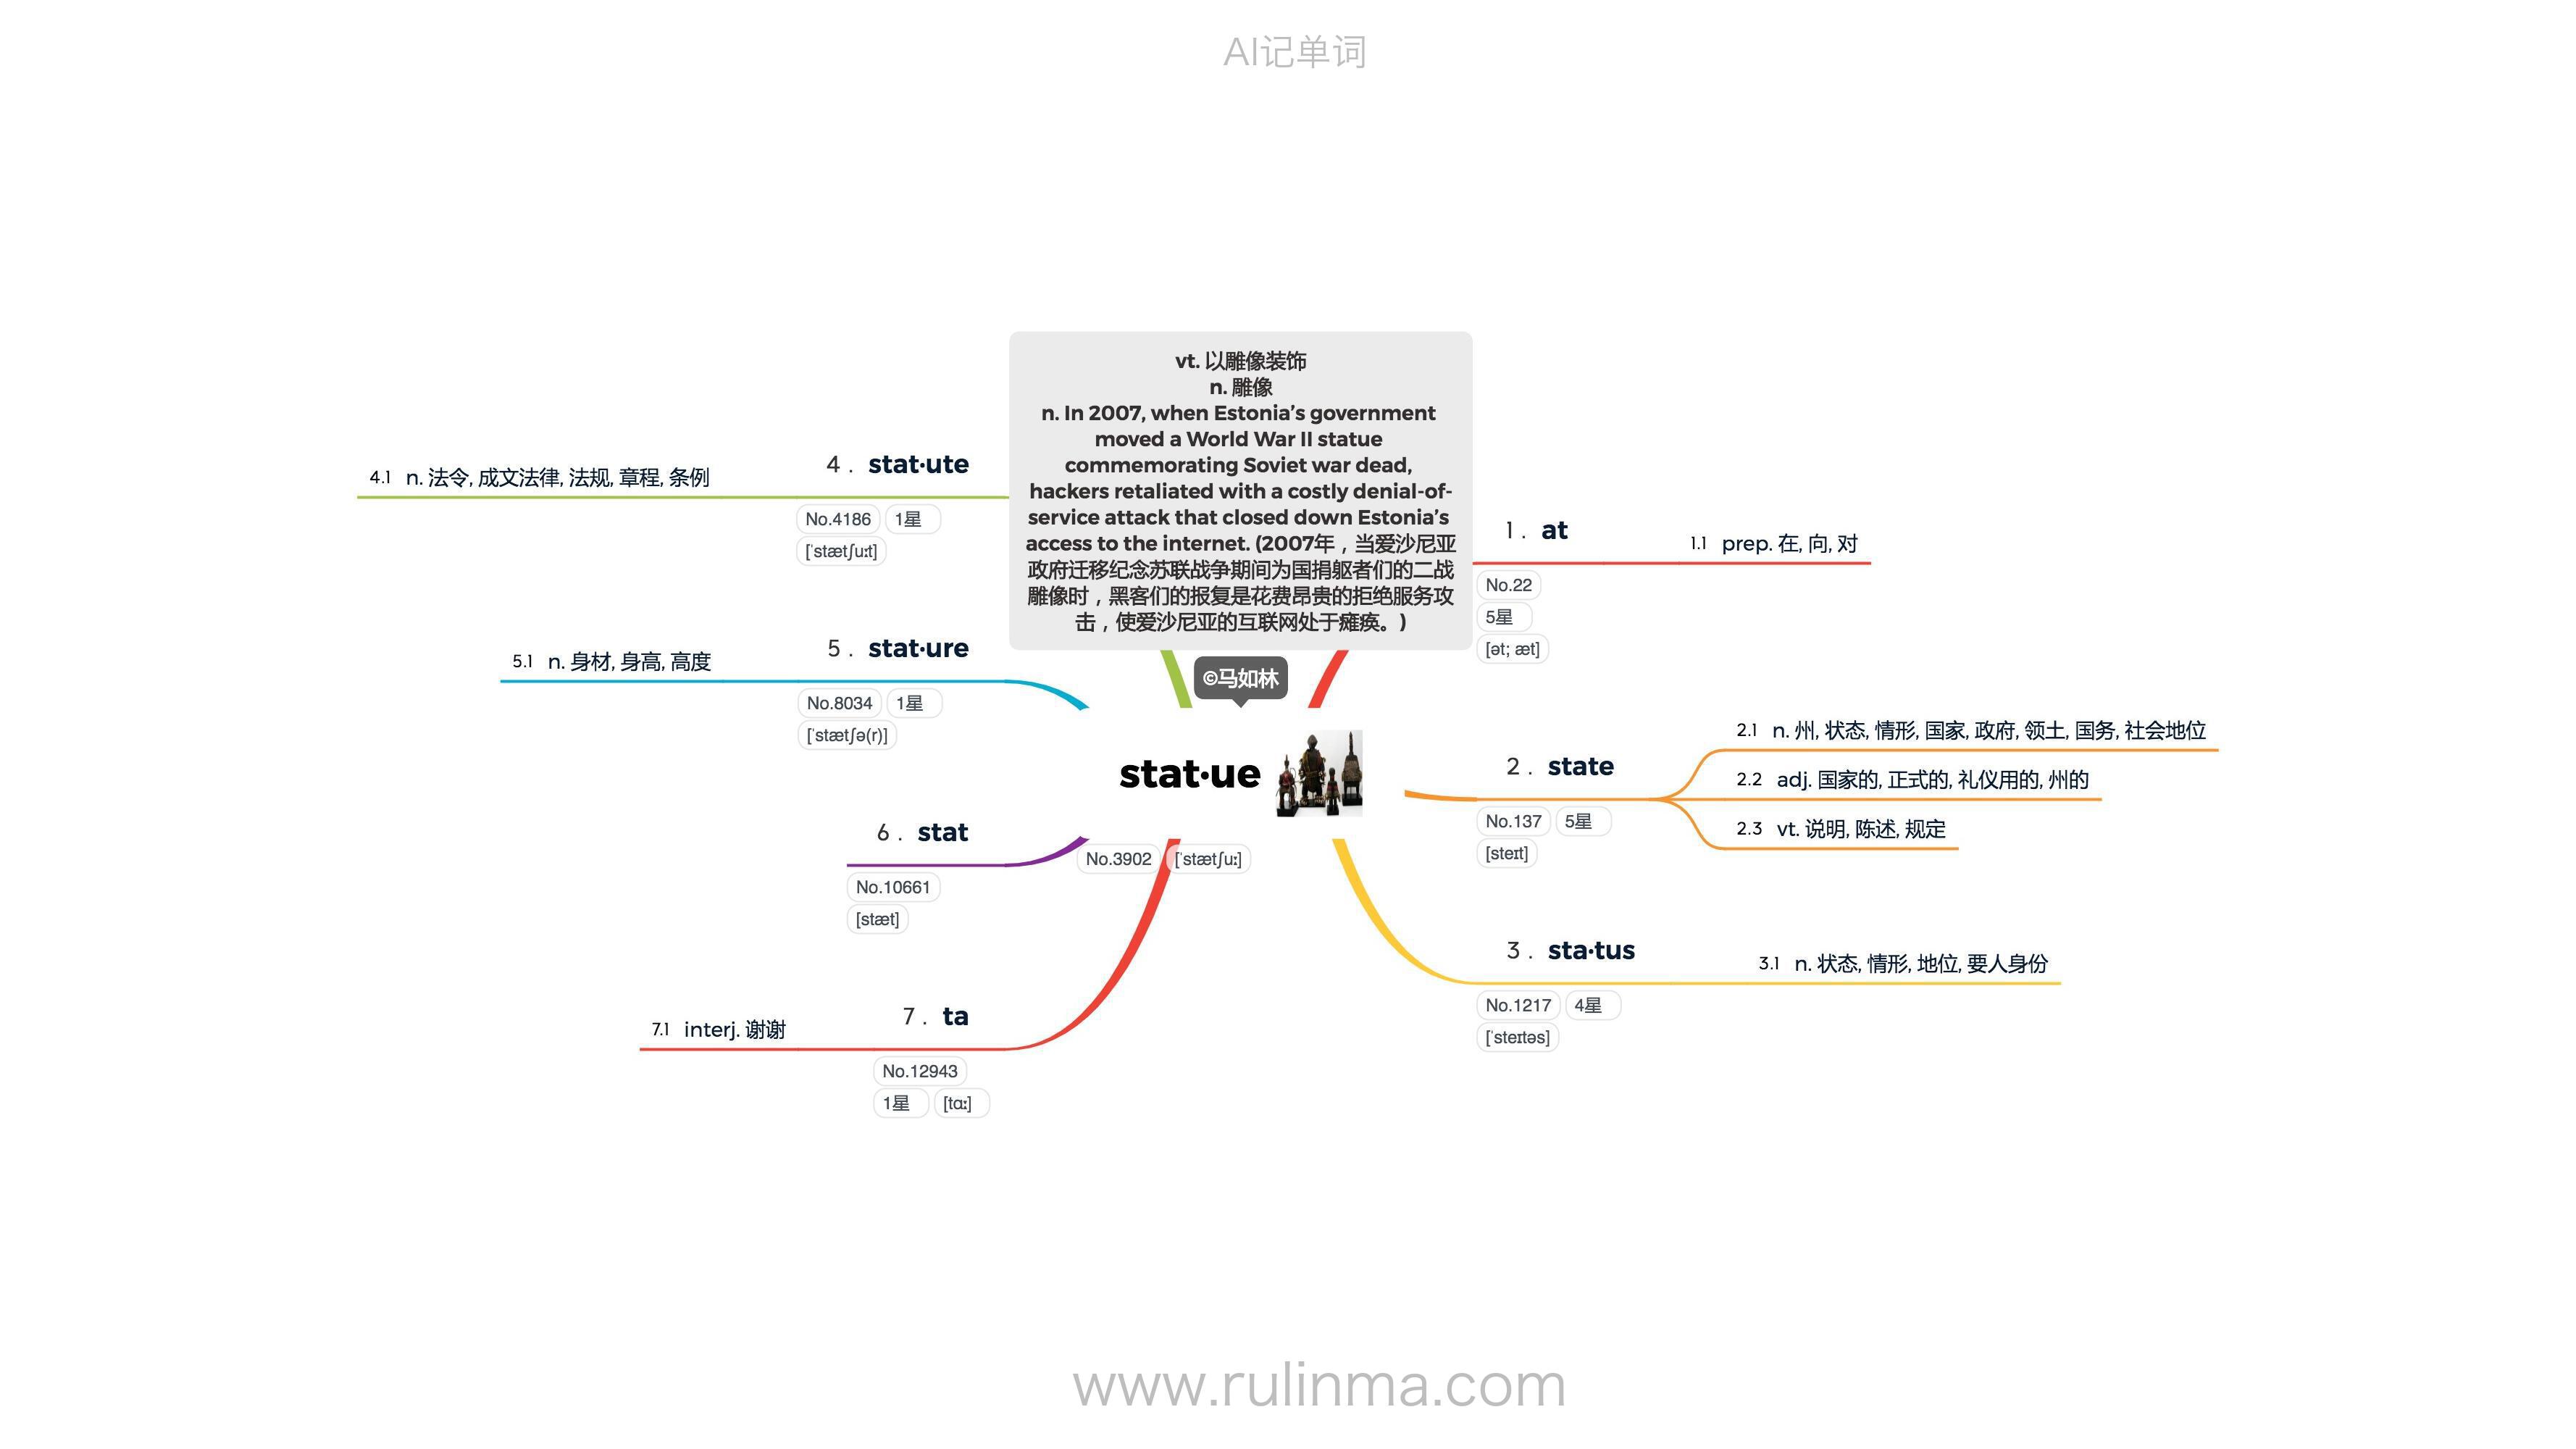 AI记单词
vt. 以雕像装饰
n. 雕像
n. In 2007, when Estonia’s government
moved a World War II statue
commemorating Soviet war dead,
hackers retaliated with a costly denial-of-
service attack that closed down Estonia’s
access to the internet. (2007年，当爱沙尼亚
政府迁移纪念苏联战争期间为国捐躯者们的二战
雕像时，黑客们的报复是花费昂贵的拒绝服务攻
击，使爱沙尼亚的互联网处于瘫痪。)
©马如林
stat·ue
No.3902 [ˈstætʃuː]
1. at
1.1 prep. 在, 向, 对
No.22
5星
[ət; æt]
2. state
2.1 n. 州, 状态, 情形, 国家, 政府, 领土, 国务, 社会地位
2.2 adj. 国家的, 正式的, 礼仪用的, 州的
2.3 vt. 说明, 陈述, 规定
No.137 5星
[steɪt]
3. sta·tus
3.1 n. 状态, 情形, 地位, 要人身份
No.1217 4星
[ˈsteɪtəs]
4. stat·ute
4.1 n. 法令, 成文法律, 法规, 章程, 条例
No.4186 1星
[ˈstætʃuːt]
5. stat·ure
5.1 n. 身材, 身高, 高度
No.8034 1星
[ˈstætʃə(r)]
6. stat
No.10661
[stæt]
7. ta
7.1 interj. 谢谢
No.12943
1星 [tɑː]
www.rulinma.com